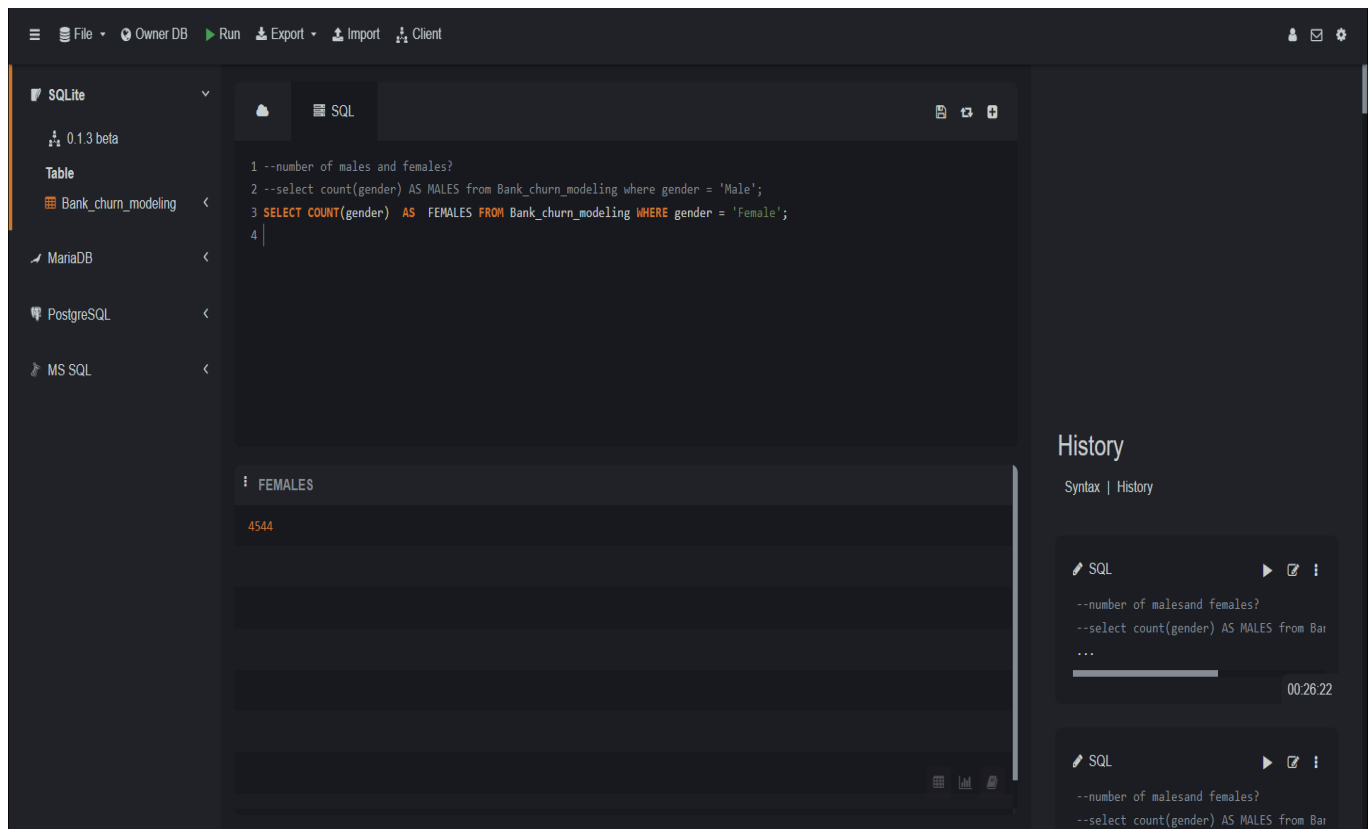 File Owner DB Run Export Import Client
SQLite
0.1.3 beta
Table
Bank_churn_modeling
MariaDB
PostgreSQL
MS SQL
SQL
1 --number of males and females?
2 --select count(gender) AS MALES from Bank_churn_modeling where gender = 'Male';
3 SELECT COUNT(gender)  AS  FEMALES FROM Bank_churn_modeling WHERE gender = 'Female';
4
FEMALES
4544
History
Syntax | History
SQL
--number of malesand females?
--select count(gender) AS MALES from Bar
...
00:26:22
SQL
--number of malesand females?
--select count(gender) AS MALES from Bar